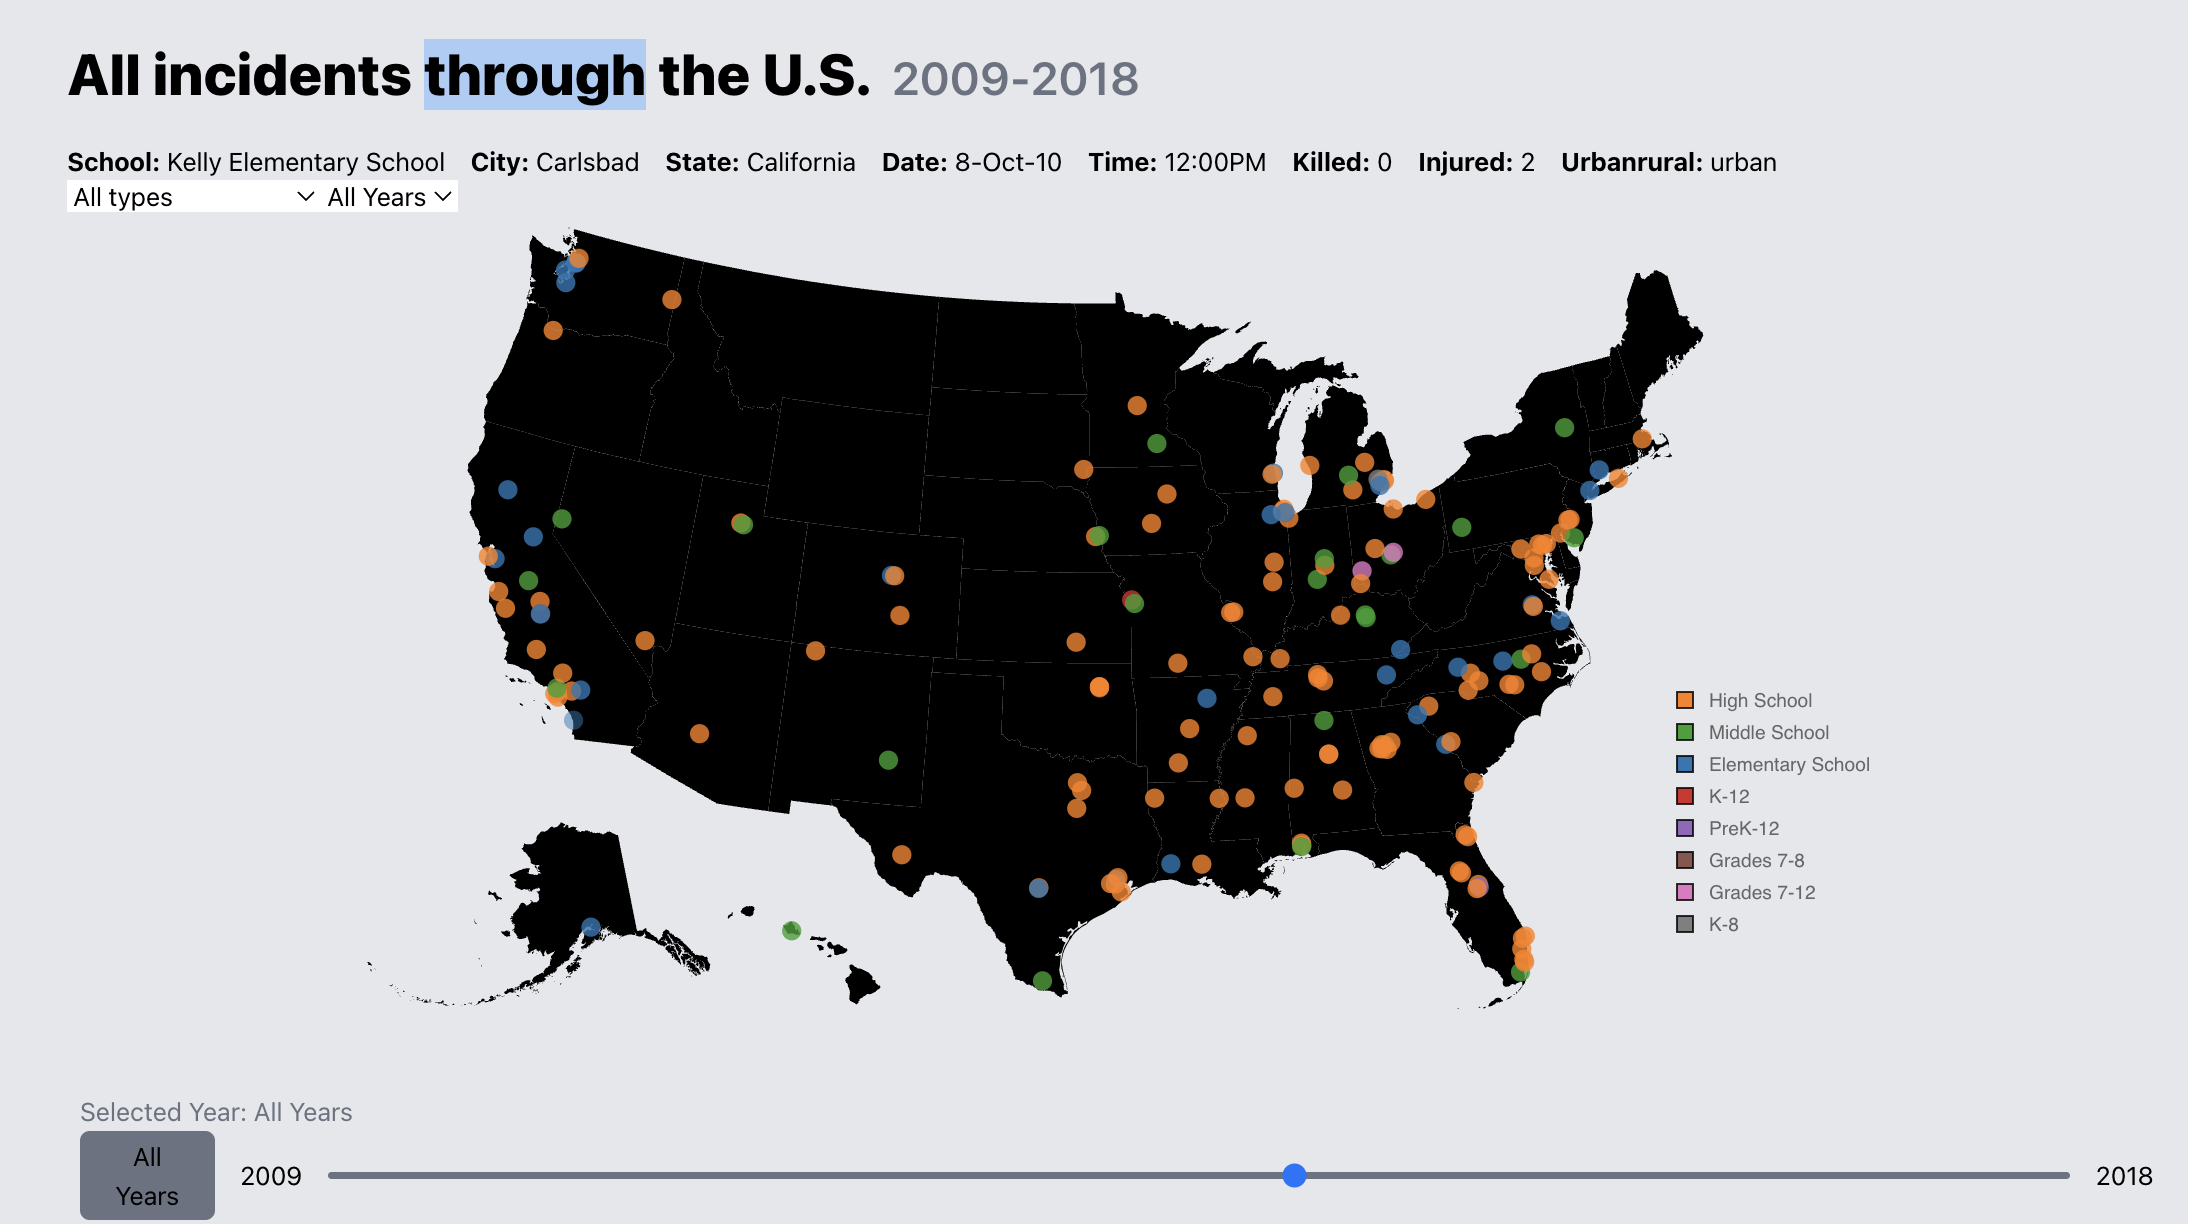 All incidents through the U.S. 2009-2018
School: Kelly Elementary School City: Carlsbad State: California Date: 8-Oct-10 Time: 12:00PM Killed: 0 Injured: 2 Urbanrural: urban
All types All Years
High School
Middle School
Elementary School
K-12
PreK-12
Grades 7-8
Grades 7-12
K-8
Selected Year: All Years
All
Years
2009
2018